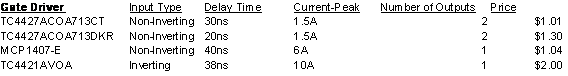 Gate Driver Input Type Delay Time Current-Peak Number of Outputs Price
TC4427ACOA713CT Non-Inverting 30ns 1.5A 2 $1.01
TC4427ACOA713DKR Non-Inverting 20ns 1.5A 2 $1.30
MCP1407-E Non-Inverting 40ns 6A 1 $1.04
TC4421AVOA Inverting 38ns 10A 1 $2.00